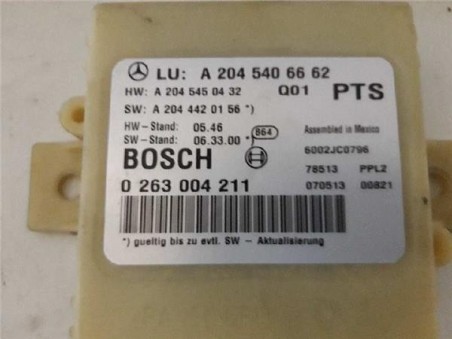 LU: A 204 540 66 62
HW: A 204 545 04 32 Q01 PTS
SW: A 204 442 01 56 *)
HW-Stand: 05.46
SW-Stand: 06.33.00 *) B64
Assembled in Mexico
6002JC0796
BOSCH
78513 PPL2
0 263 004 211
070513 00821
*) gueltig bis zu evtl. SW - Aktualisierung